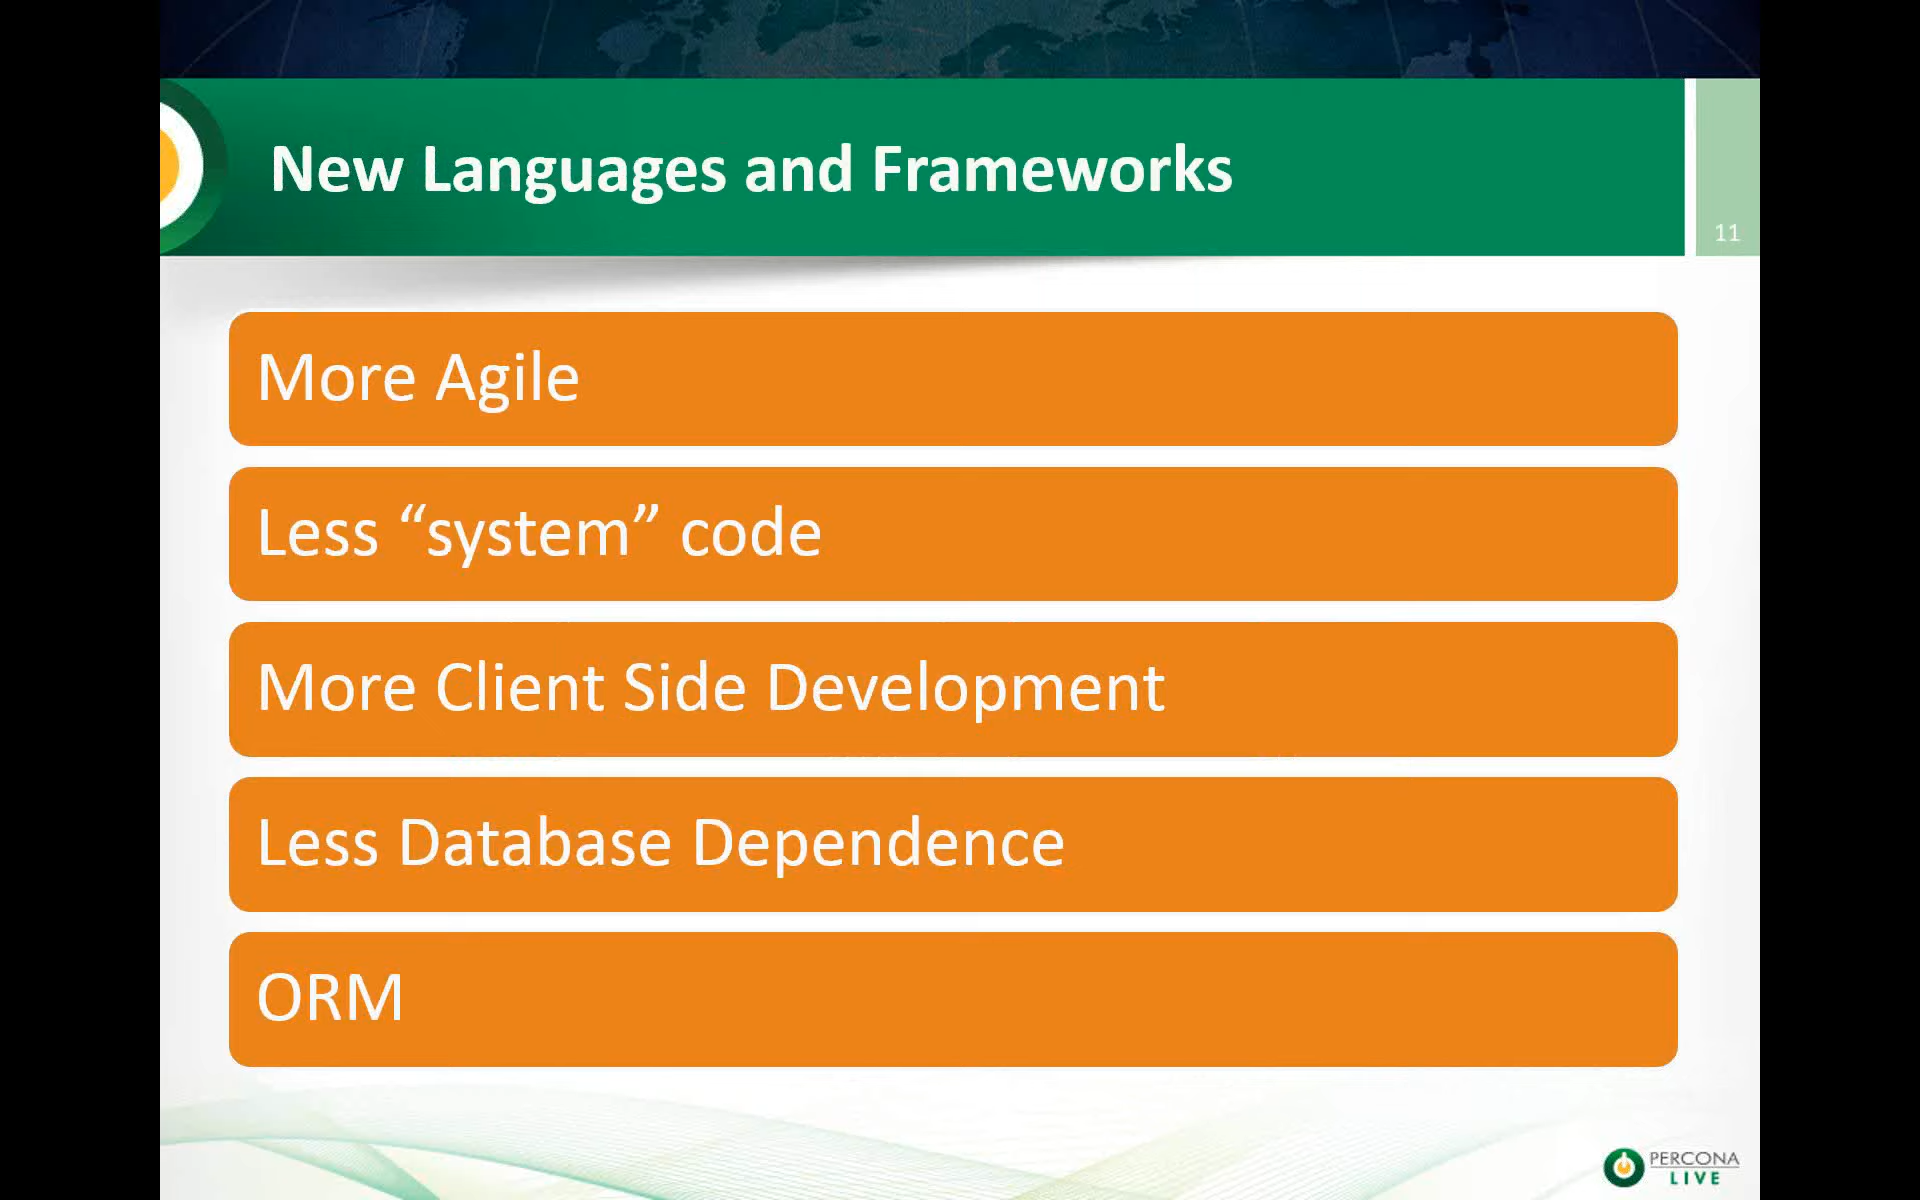 New Languages and Frameworks
11
More Agile
Less “system” code
More Client Side Development
Less Database Dependence
ORM
PERCONA
LIVE